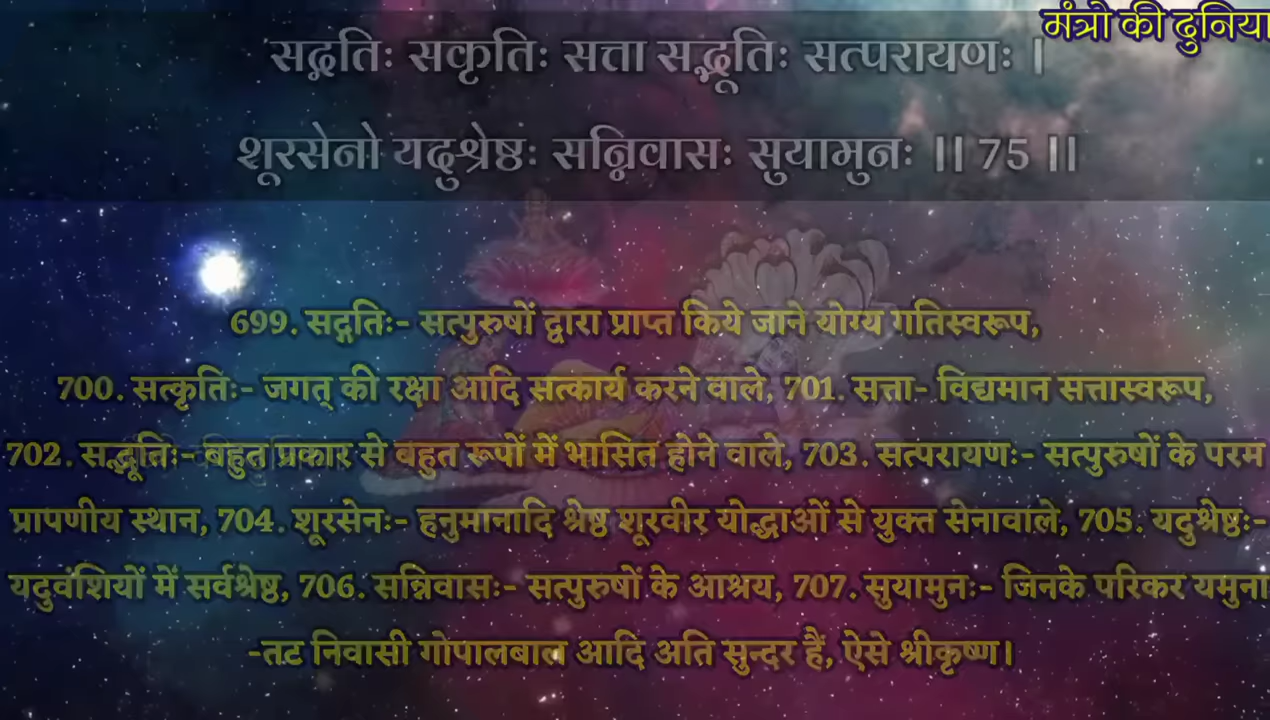 मंत्रो की दुनिया
सद्गतिः सकृतिः सत्ता सद्भूतिः सत्परायणः ।
शूरसेनो यदुश्रेष्ठः सन्निवासः सुयामुनः ॥ 75 ॥
699. सद्गतिः- सत्पुरुषों द्वारा प्राप्त किये जाने योग्य गतिस्वरूप,
700. सत्कृतिः- जगत् की रक्षा आदि सत्कार्य करने वाले, 701. सत्ता- विद्यमान सत्तास्वरूप,
702. सद्भूतिः- बहुत प्रकार से बहुत रूपों में भासित होने वाले, 703. सत्परायणः- सत्पुरुषों के परम
प्रापणीय स्थान, 704. शूरसेनः- हनुमानादि श्रेष्ठ शूरवीर योद्धाओं से युक्त सेनावाले, 705. यदुश्रेष्ठः-
यदुवंशियों में सर्वश्रेष्ठ, 706. सन्निवासः- सत्पुरुषों के आश्रय, 707. सुयामुनः- जिनके परिकर यमुना
-तट निवासी गोपालबाल आदि अति सुन्दर हैं, ऐसे श्रीकृष्ण।